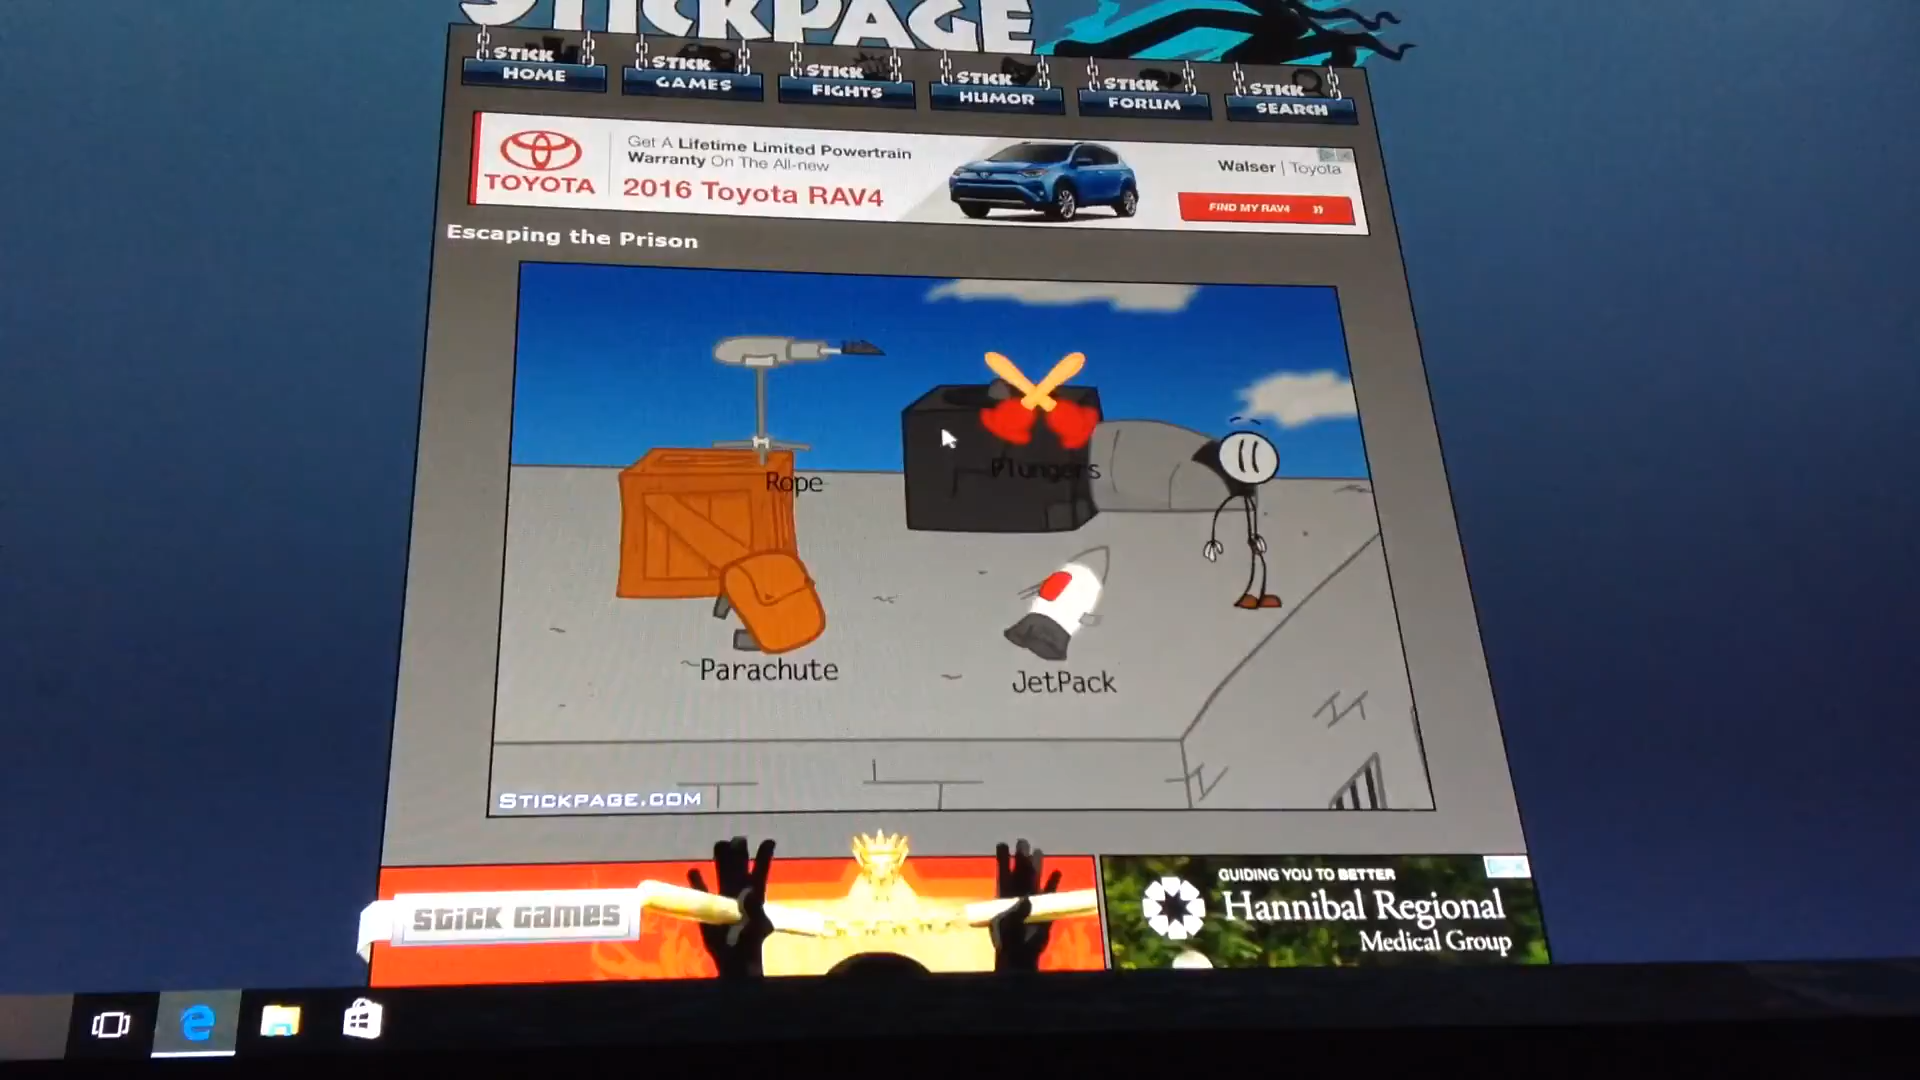 STICKPAGE
STICK
HOME
STICK
GAMES
STICK
FIGHTS
STICK
HUMOR
STICK
FORUM
STICK
SEARCH
TOYOTA
Get A Lifetime Limited Powertrain
Warranty On The All-new
2016 Toyota RAV4
Walser | Toyota
FIND MY RAV4 »
Escaping the Prison
Rope
Plungers
Parachute
JetPack
STICKPAGE.COM
STICK GAMES
GUIDING YOU TO BETTER
Hannibal Regional
Medical Group